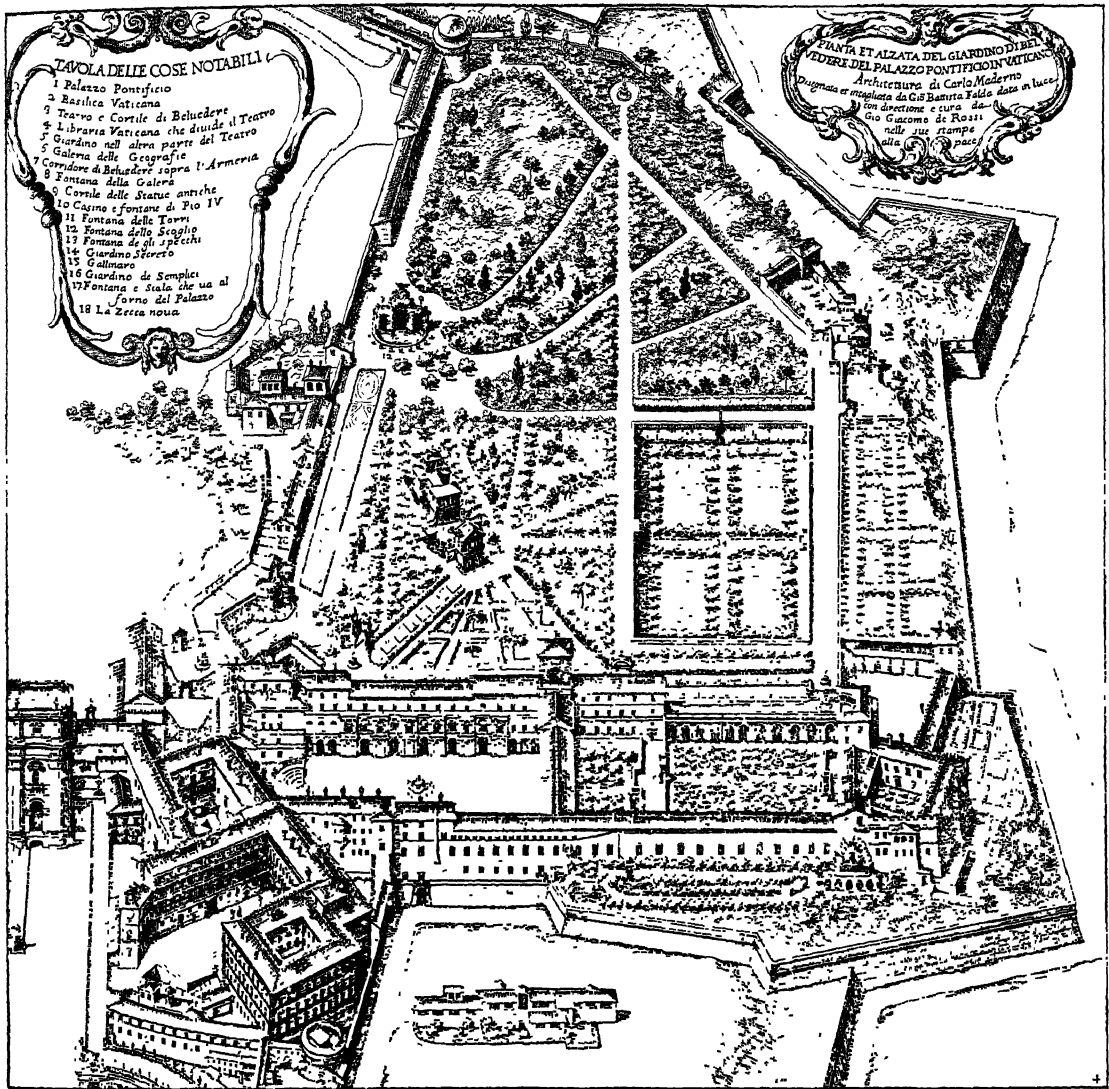 TAVOLA DELLE COSE NOTABILI
1 Palazzo Pontificio
2 Basilica Vaticana
3 Teatro e Cortile di Beluedere
4 Libraria Vaticana che diuide il Teatro
5 Giardino nell altra parte del Teatro
6 Galeria delle Geografie
7 Corridore di Beluedere sopra l'Armeria
8 Fontana della Galera
9 Cortile delle Statue antiche
10 Casino e fontane di Pio IV
11 Fontana delle Torri
12 Fontana dello Scoglio
13 Fontana de gli specchi
14 Giardino Secreto
15 Gallinaro
16 Giardino de Semplici
17 Fontana e Scala che ua al
forno del Palazzo
18 La Zecca noua
PIANTA ET ALZATA DEL GIARDINO DI BEL
VEDERE DEL PALAZZO PONTIFICIO IN VATICANO
Architettura di Carlo Maderno
Disegnata et intagliata da Gio Batista Falda data in luce
con directione e cura da
Gio Giacomo de Rossi
nelle sue stampe
alla pace